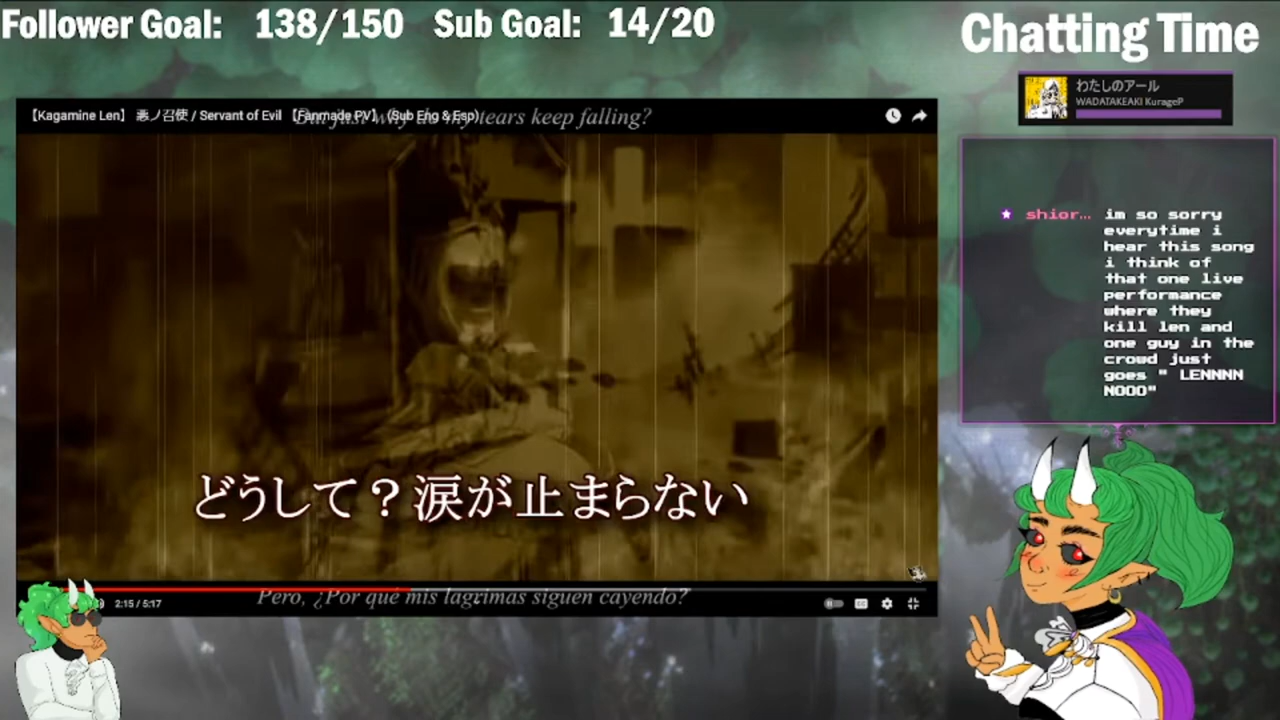 Follower Goal: 138/150 Sub Goal: 14/20
Chatting Time
わたしのアール
WADATAKEAKI KurageP
【Kagamine Len】 悪ノ召使 / Servant of Evil 【Fanmade PV】 (Sub Eng & Esp)
tears keep falling?
shior... im so sorry
everytime i
hear this song
i think of
that one live
performance
where they
kill len and
one guy in the
crowd just
goes " LENNNN
NOOO"
どうして？涙が止まらない
2:15 / 5:17
Pero, ¿Por qué mis lagrimas siguen cayendo?